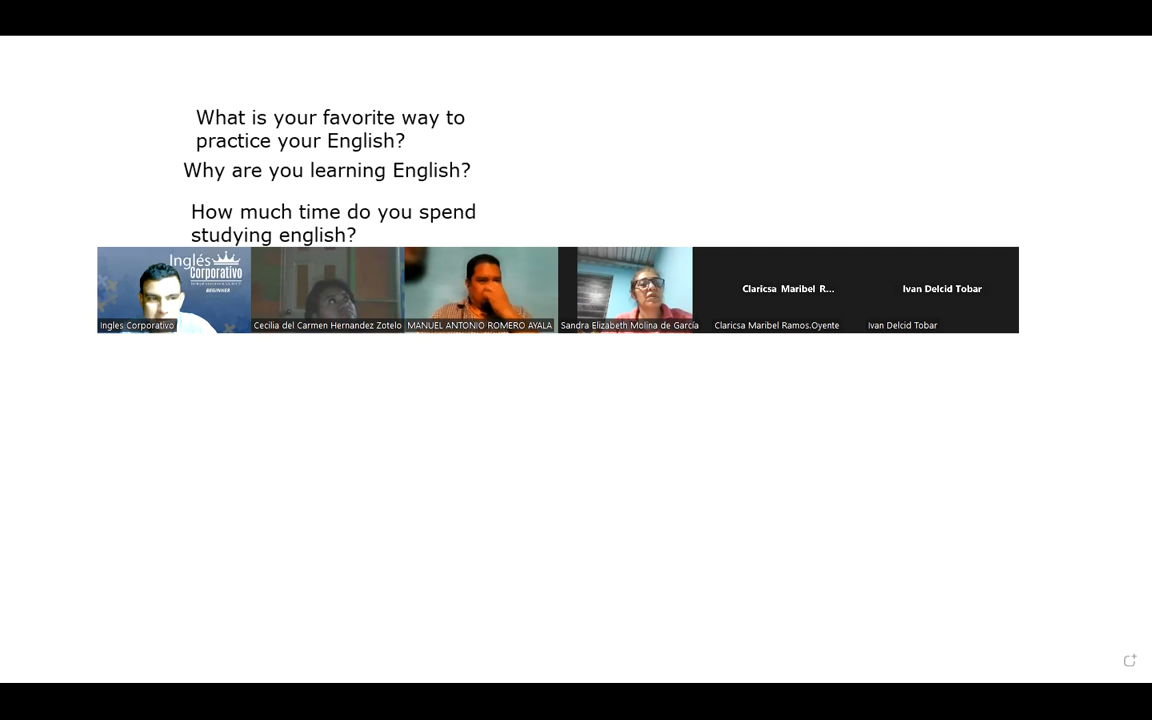 What is your favorite way to
practice your English?
Why are you learning English?
How much time do you spend
studying english?
Inglés
Corporativo
BEGINNER
Ingles Corporativo
Cecilia del Carmen Hernandez Zotelo
MANUEL ANTONIO ROMERO AYALA
Sandra Elizabeth Molina de García
Claricsa Maribel R...
Claricsa Maribel Ramos.Oyente
Ivan Delcid Tobar
Ivan Delcid Tobar